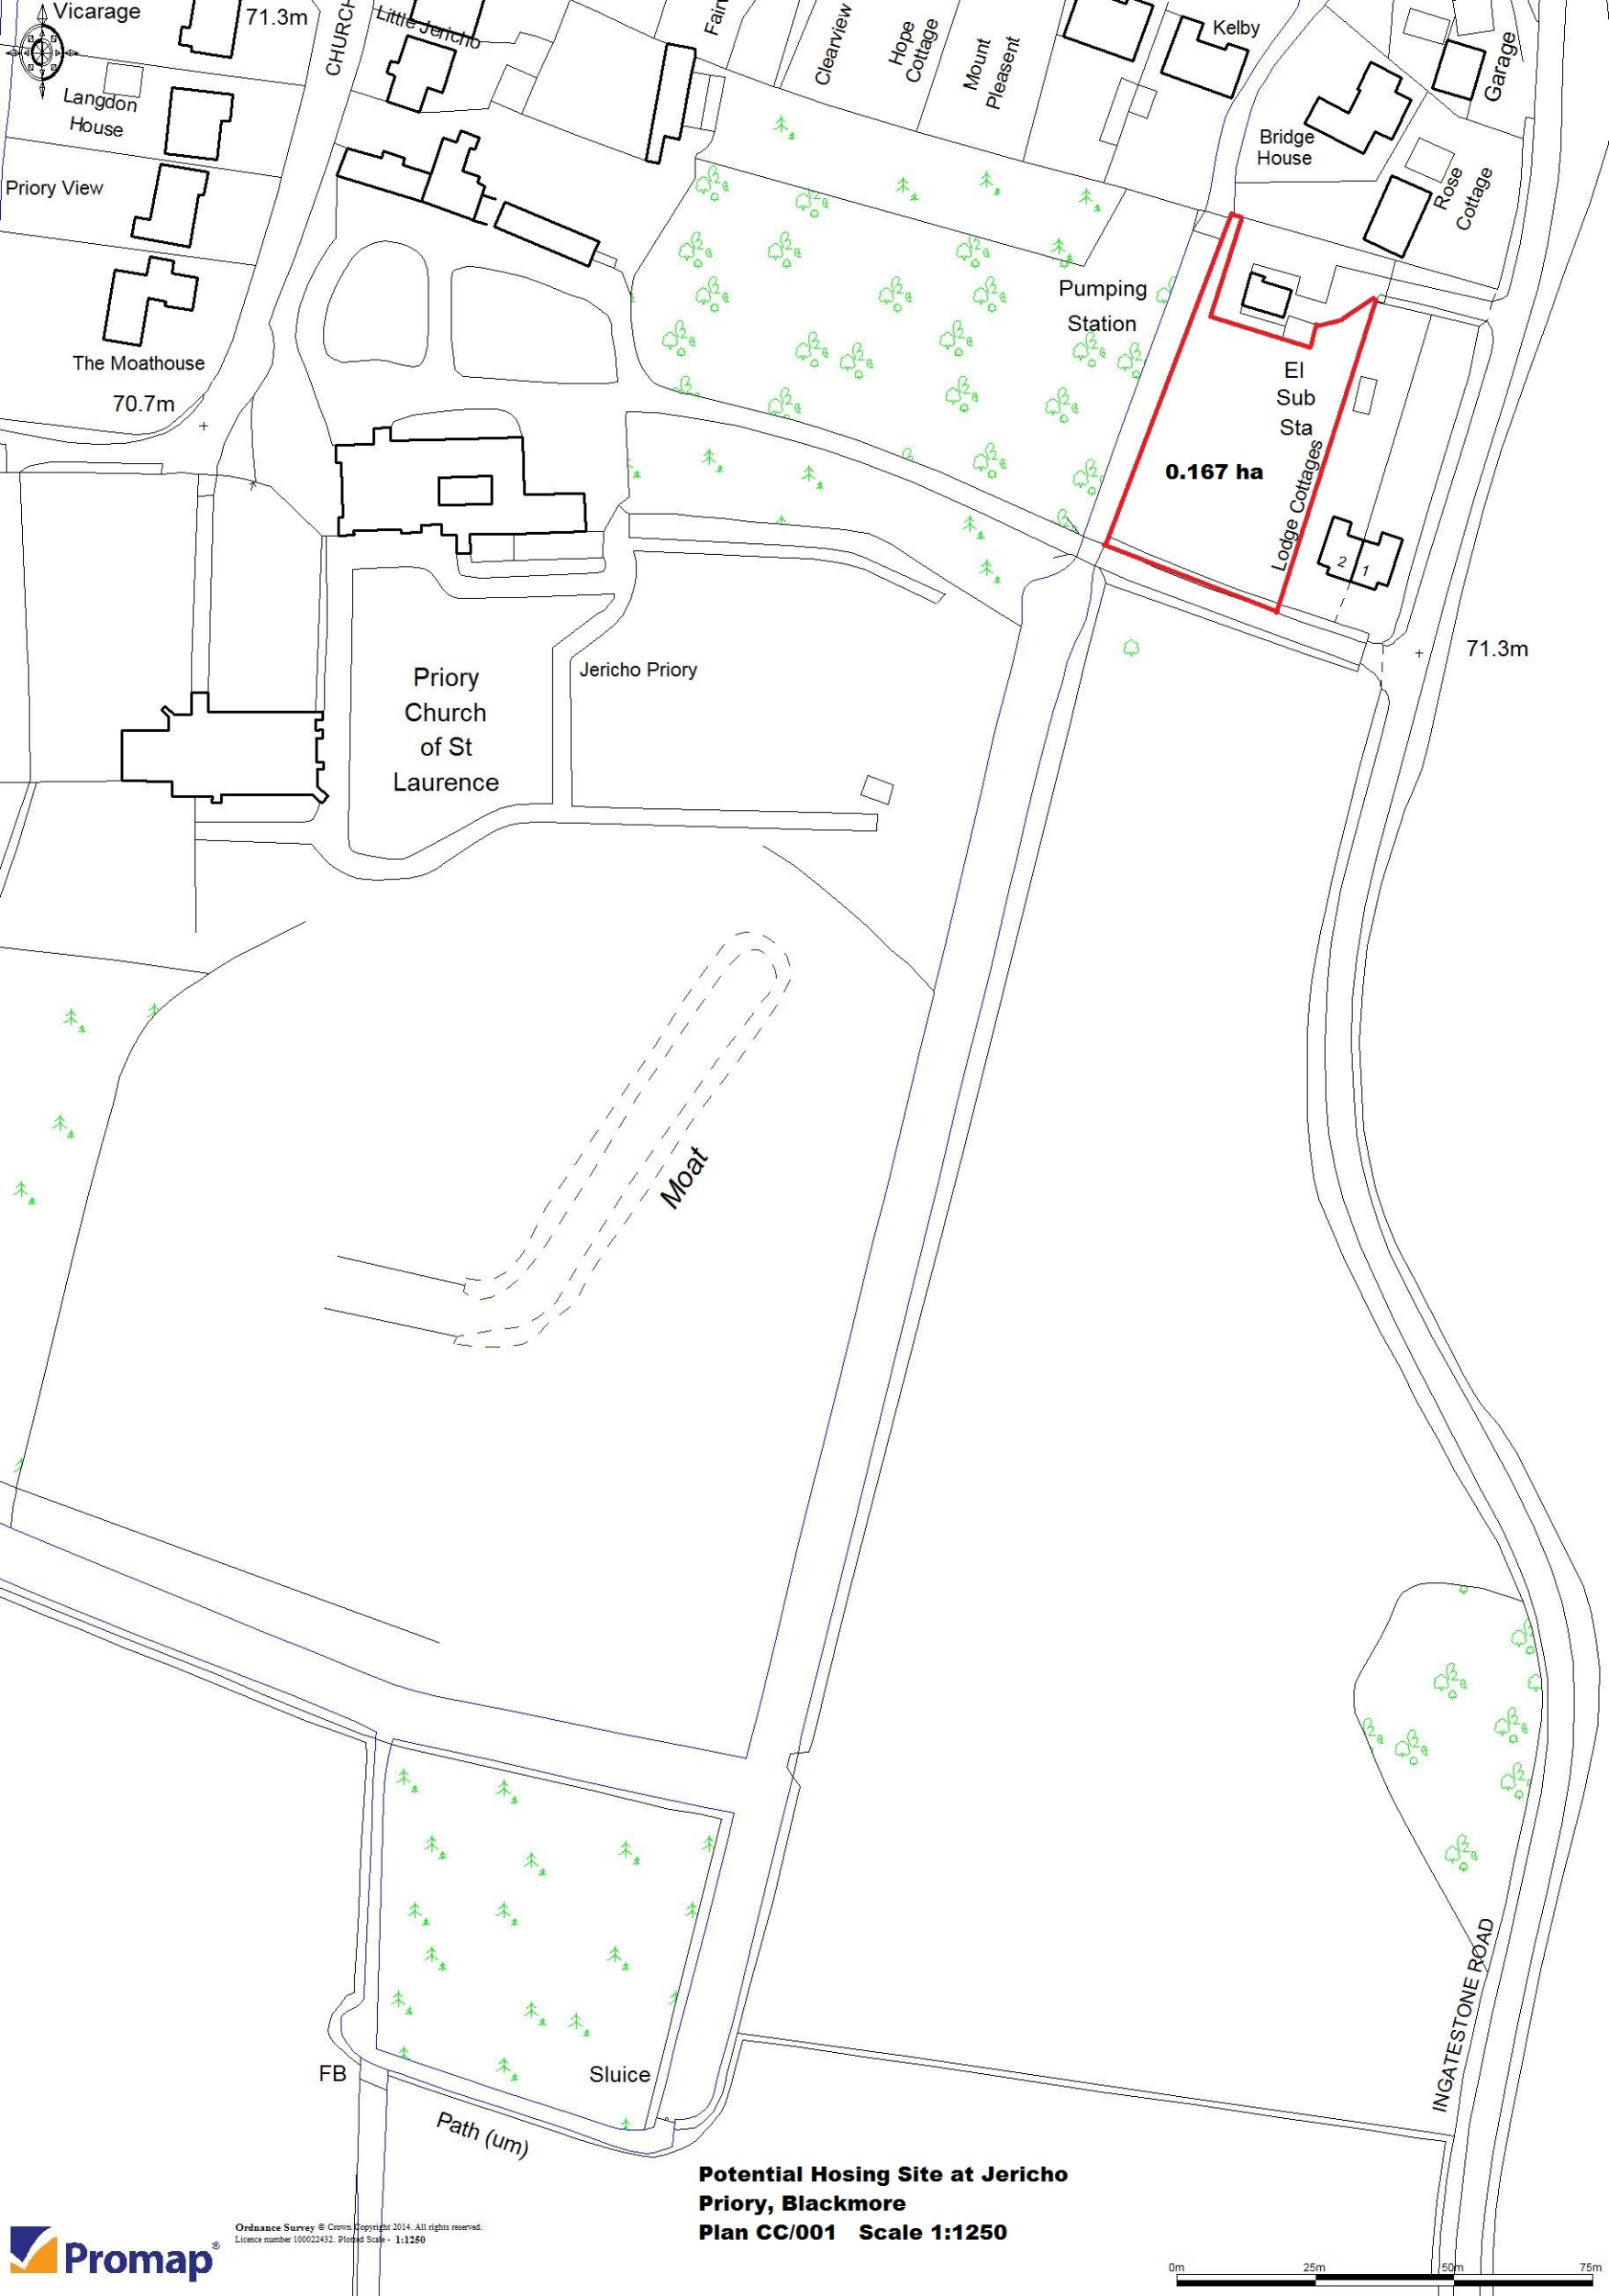 Vicarage
71.3m
CHURCH
Little Jericho
Clearview
Hope
Cottage
Mount
Pleasent
Kelby
Garage
Langdon
House
Bridge
House
Priory View
Rose
Cottage
Pumping
Station
The Moathouse
70.7m
El
Sub
Sta
0.167 ha
Lodge Cottages
2
1
71.3m
Priory
Church
of St
Laurence
Jericho Priory
Moat
INGATESTONE ROAD
FB
Sluice
Path (um)
Potential Hosing Site at Jericho
Priory, Blackmore
Plan CC/001 Scale 1:1250
Ordnance Survey © Crown Copyright 2014. All rights reserved.
Licence number 100022432. Plotted Scale - 1:1250
Promap®
0m 25m 50m 75m